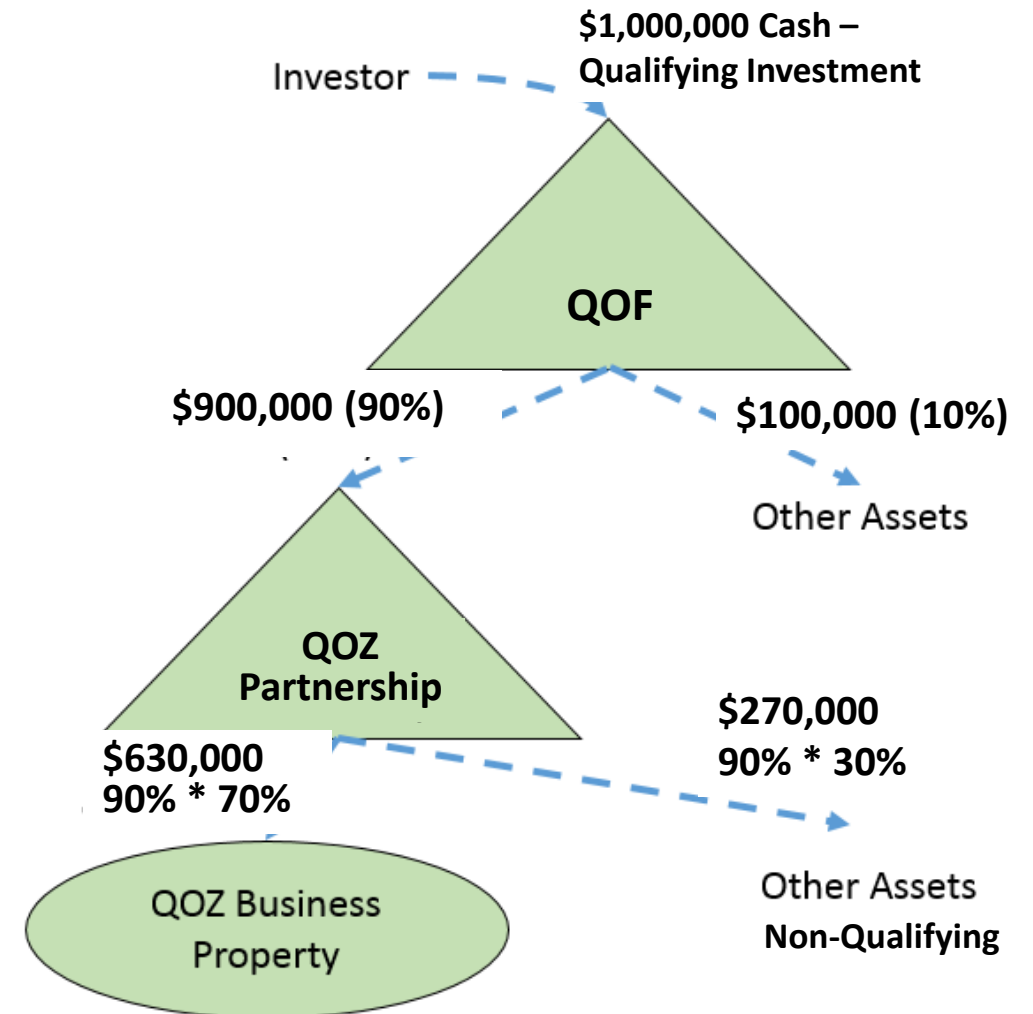 $1,000,000 Cash –
Qualifying Investment
Investor
QOF
$900,000 (90%)
$100,000 (10%)
Other Assets
QOZ
Partnership
$270,000
90% * 30%
$630,000
90% * 70%
Other Assets
Non-Qualifying
QOZ Business
Property